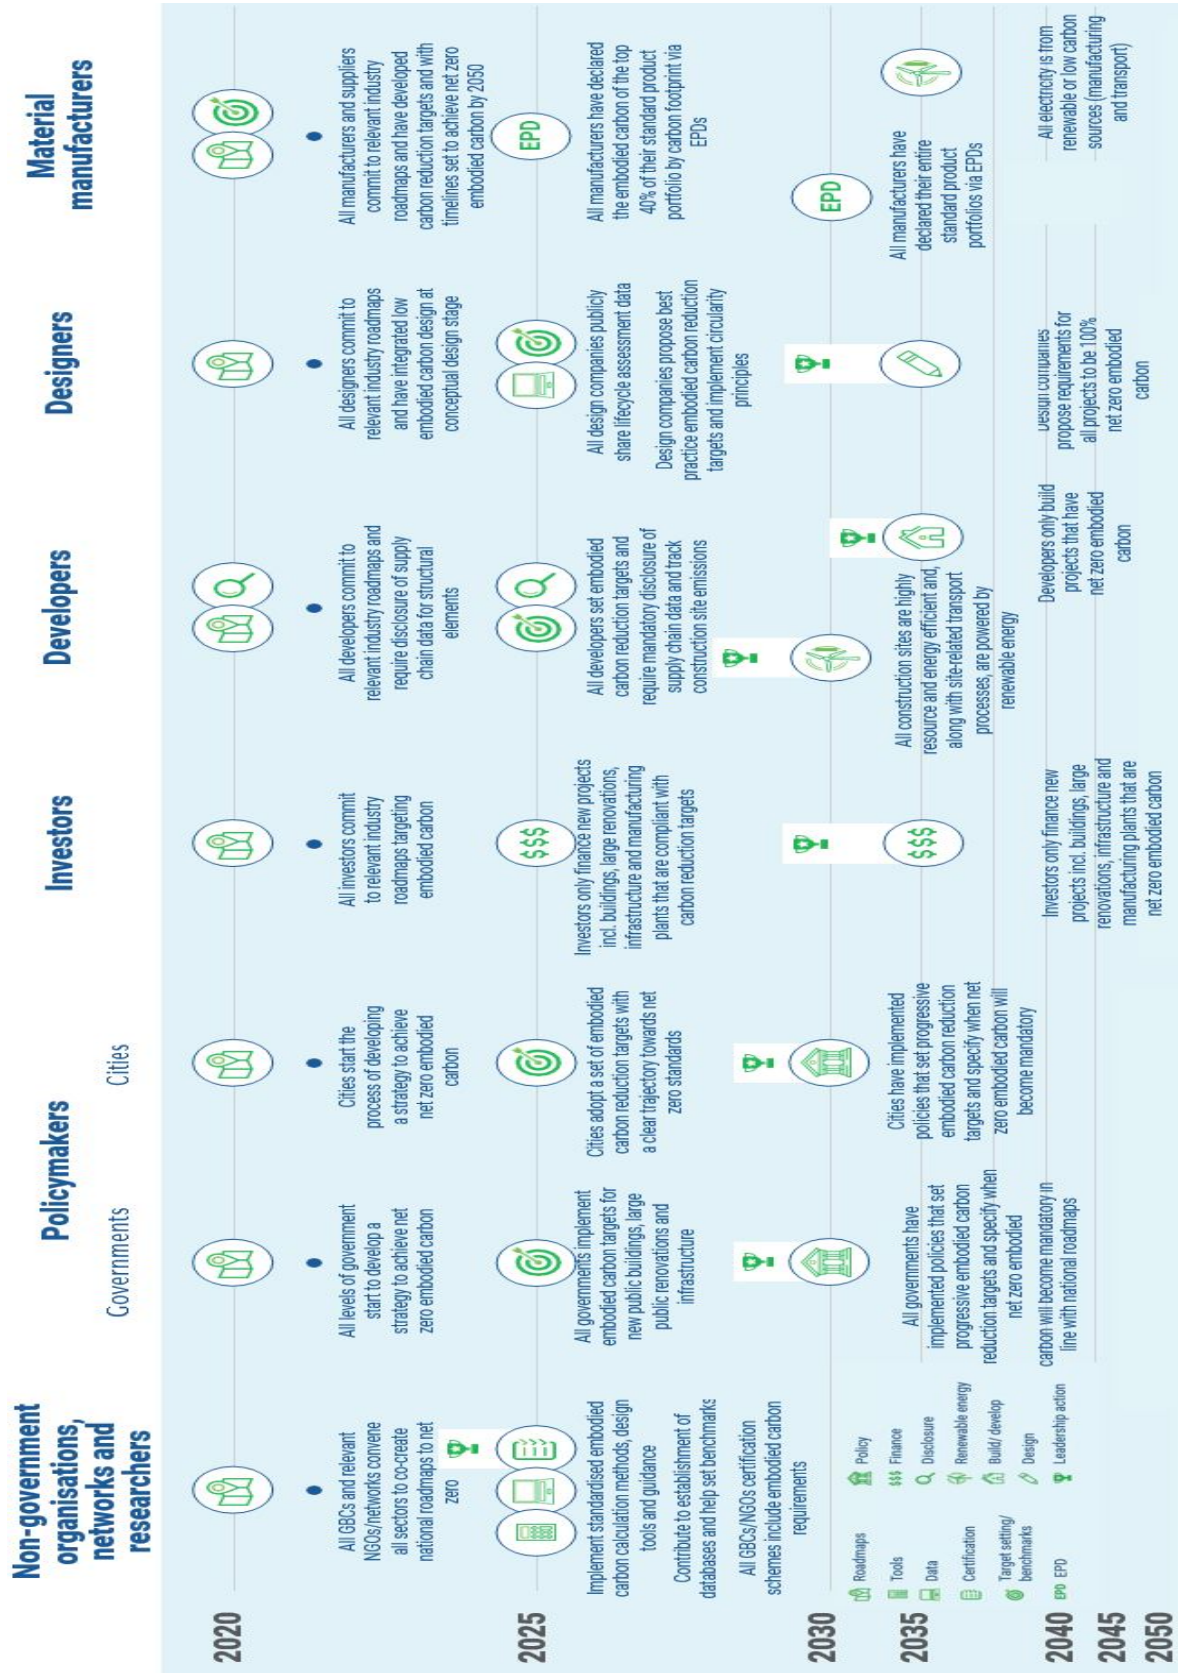 Non-government
organisations,
networks and
researchers
Policymakers
Governments
Cities
Investors
Developers
Designers
Material
manufacturers
2020
All GBCs and relevant
NGOs/networks convene
all sectors to co-create
national roadmaps to net
zero
All levels of government
start to develop a
strategy to achieve net
zero embodied carbon
Cities start the
process of developing
a strategy to achieve
net zero embodied
carbon
All investors commit
to relevant industry
roadmaps targeting
embodied carbon
All developers commit to
relevant industry roadmaps and
require disclosure of supply
chain data for structural
elements
All designers commit to
relevant industry roadmaps
and have integrated low
embodied carbon design at
conceptual design stage
All manufacturers and suppliers
commit to relevant industry
roadmaps and have developed
carbon reduction targets and with
timelines set to achieve net zero
embodied carbon by 2050
2025
$$$
EPD
Implement standardised embodied
carbon calculation methods, design
tools and guidance
Contribute to establishment of
databases and help set benchmarks
All GBCs/NGOs certification
schemes include embodied carbon
requirements
All governments implement
embodied carbon targets for
new public buildings, large
public renovations and
infrastructure
Cities adopt a set of embodied
carbon reduction targets with
a clear trajectory towards net
zero standards
Investors only finance new projects
incl. buildings, large renovations,
infrastructure and manufacturing
plants that are compliant with
carbon reduction targets
All developers set embodied
carbon reduction targets and
require mandatory disclosure of
supply chain data and track
construction site emissions
All design companies publicly
share lifecycle assessment data
Design companies propose best
practice embodied carbon reduction
targets and implement circularity
principles
All manufacturers have declared
the embodied carbon of the top
40% of their standard product
portfolio by carbon footprint via
EPDs
2030
EPD
All governments have
implemented policies that set
progressive embodied carbon
reduction targets and specify when
net zero embodied
carbon will become mandatory in
line with national roadmaps
Cities have implemented
policies that set progressive
embodied carbon reduction
targets and specify when net
zero embodied carbon will
become mandatory
All construction sites are highly
resource and energy efficient and,
along with site-related transport
processes, are powered by
renewable energy
All manufacturers have
declared their entire
standard product
portfolios via EPDs
2035
$$$
2040
2045
2050
Investors only finance new
projects incl. buildings, large
renovations, infrastructure and
manufacturing plants that are
net zero embodied carbon
Developers only build
projects that have
net zero embodied
carbon
Design companies
propose requirements for
all projects to be 100%
net zero embodied
carbon
All electricity is from
renewable or low carbon
sources (manufacturing
and transport)
Roadmaps
Tools
Data
Certification
Target setting/
benchmarks
EPD EPD
Policy
$$$ Finance
Disclosure
Renewable energy
Build/ develop
Design
Leadership action